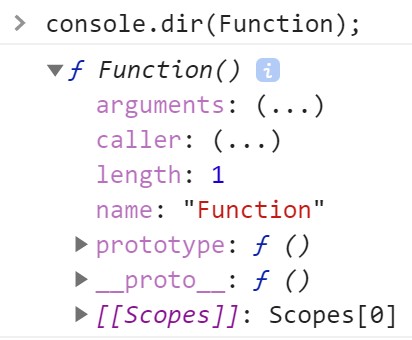 > console.dir(Function);
▼ƒ Function() i
arguments: (...)
caller: (...)
length: 1
name: "Function"
▶ prototype: ƒ ()
▶ __proto__: ƒ ()
▶ [[Scopes]]: Scopes[0]